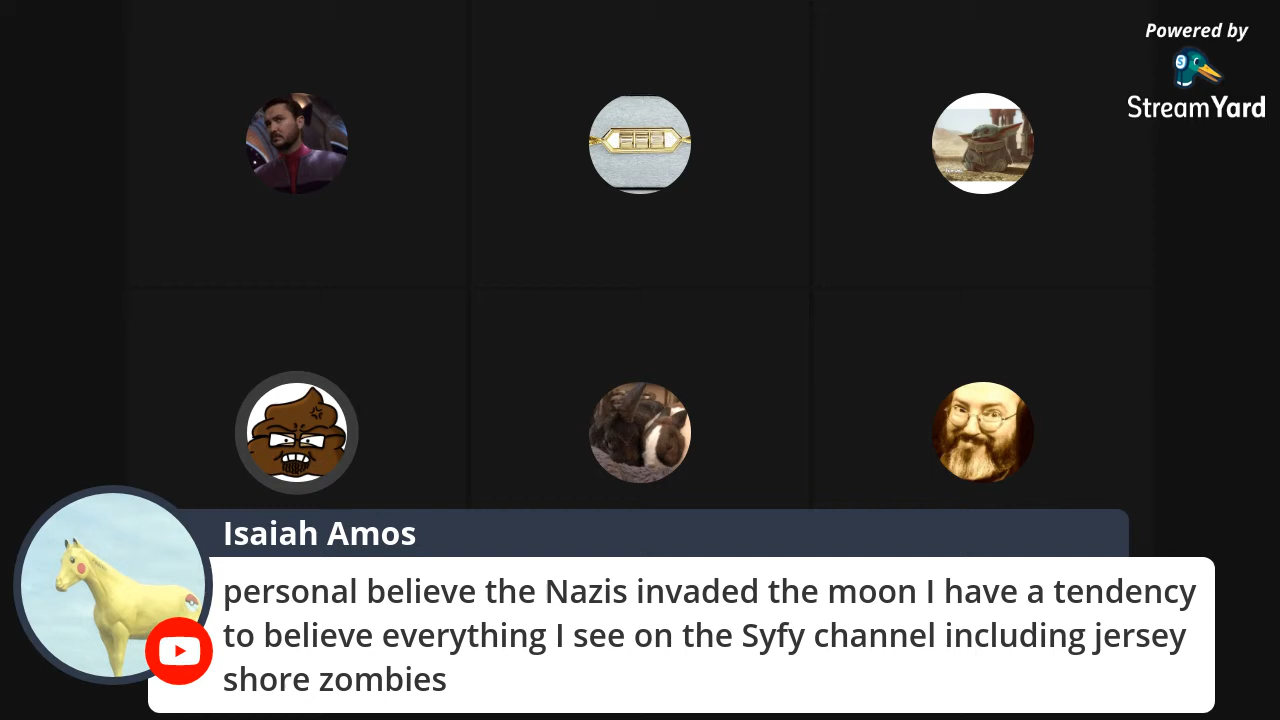 Powered by
StreamYard
Isaiah Amos
personal believe the Nazis invaded the moon I have a tendency
to believe everything I see on the Syfy channel including jersey
shore zombies